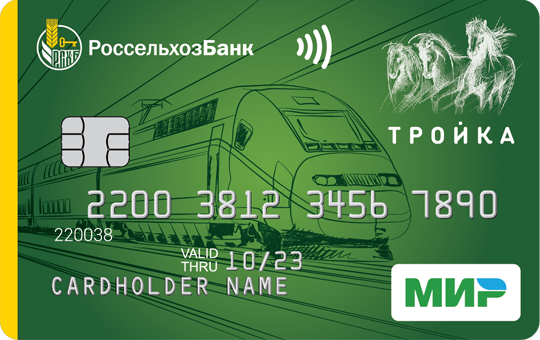 РоссельхозБанк
ТРОЙКА
2200 3812 3456 7890
220038
VALID THRU 10/23
CARDHOLDER NAME
МИР